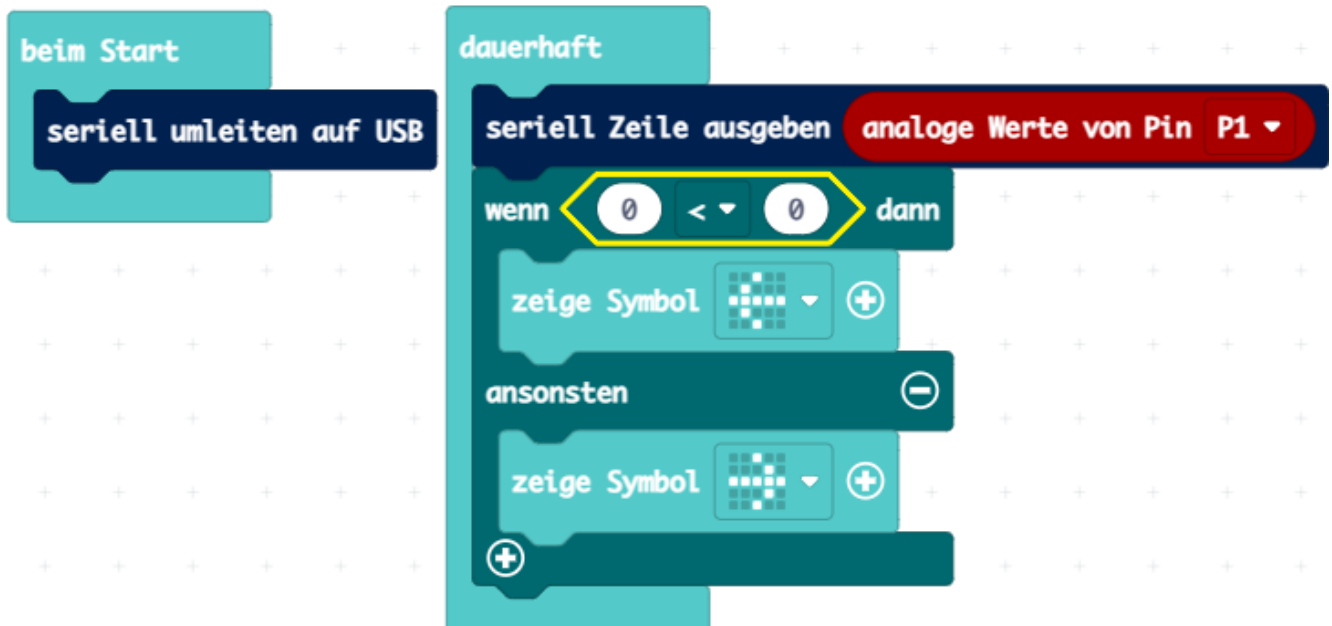 beim Start
seriell umleiten auf USB
dauerhaft
seriell Zeile ausgeben analoge Werte von Pin P1
wenn 0 < 0 dann
zeige Symbol
ansonsten
zeige Symbol